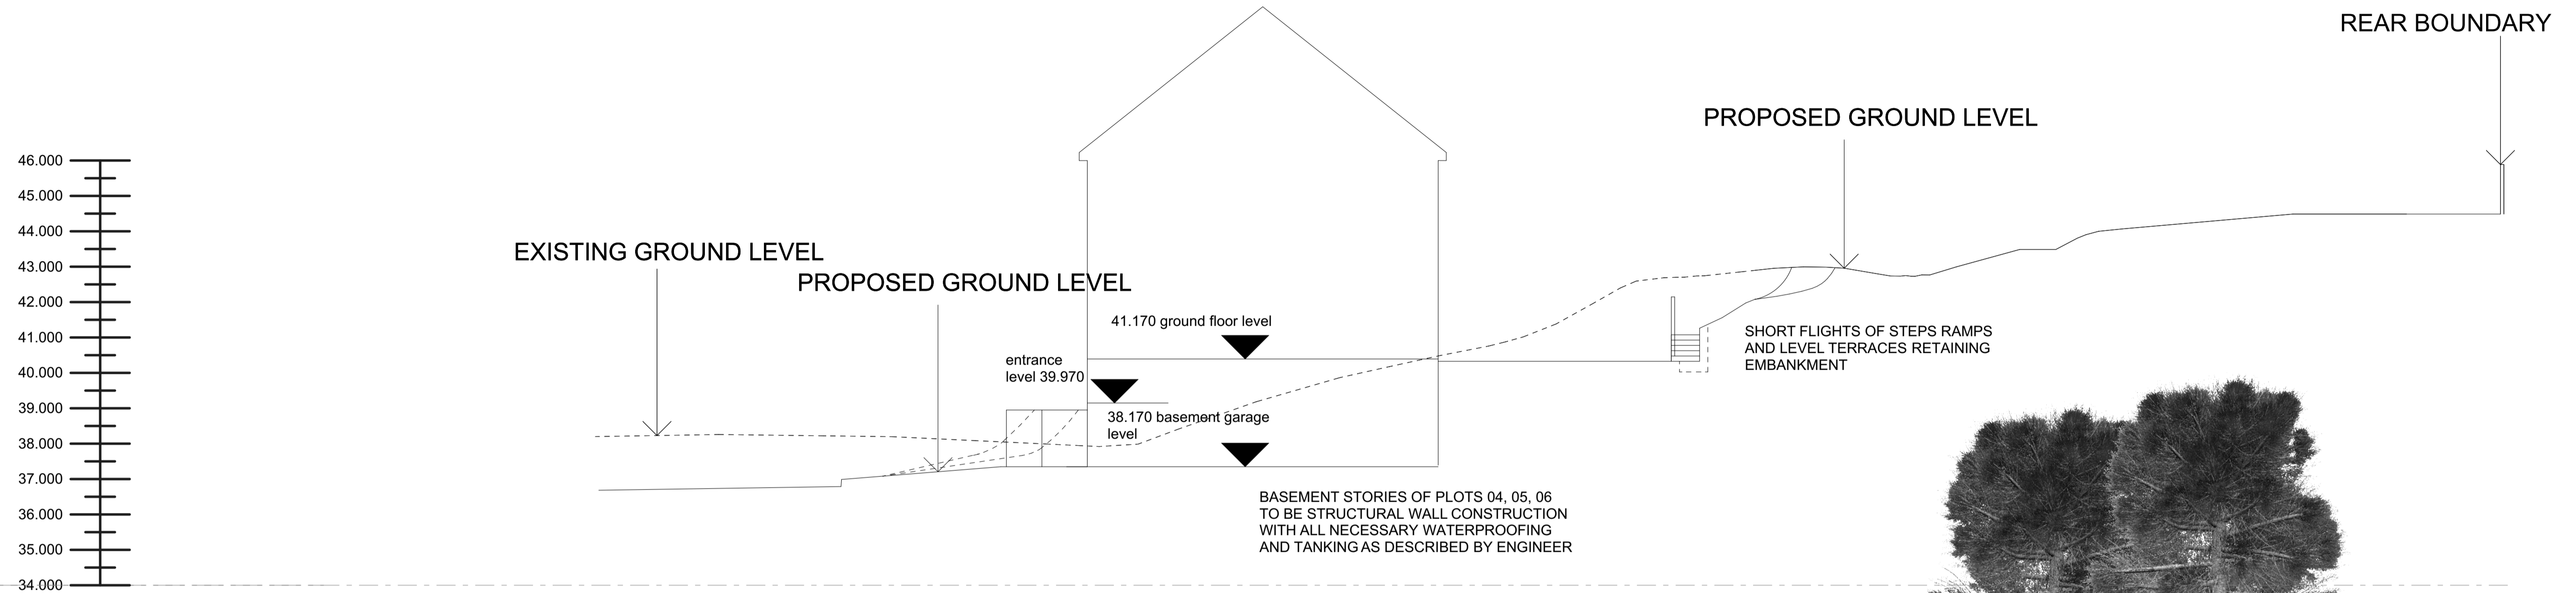 REAR BOUNDARY
PROPOSED GROUND LEVEL
46.000
45.000
44.000
43.000
42.000
41.000
40.000
39.000
38.000
37.000
36.000
35.000
34.000
EXISTING GROUND LEVEL
PROPOSED GROUND LEVEL
41.170 ground floor level
entrance
level 39.970
38.170 basement garage
level
SHORT FLIGHTS OF STEPS RAMPS
AND LEVEL TERRACES RETAINING
EMBANKMENT
BASEMENT STORIES OF PLOTS 04, 05, 06
TO BE STRUCTURAL WALL CONSTRUCTION
WITH ALL NECESSARY WATERPROOFING
AND TANKING AS DESCRIBED BY ENGINEER